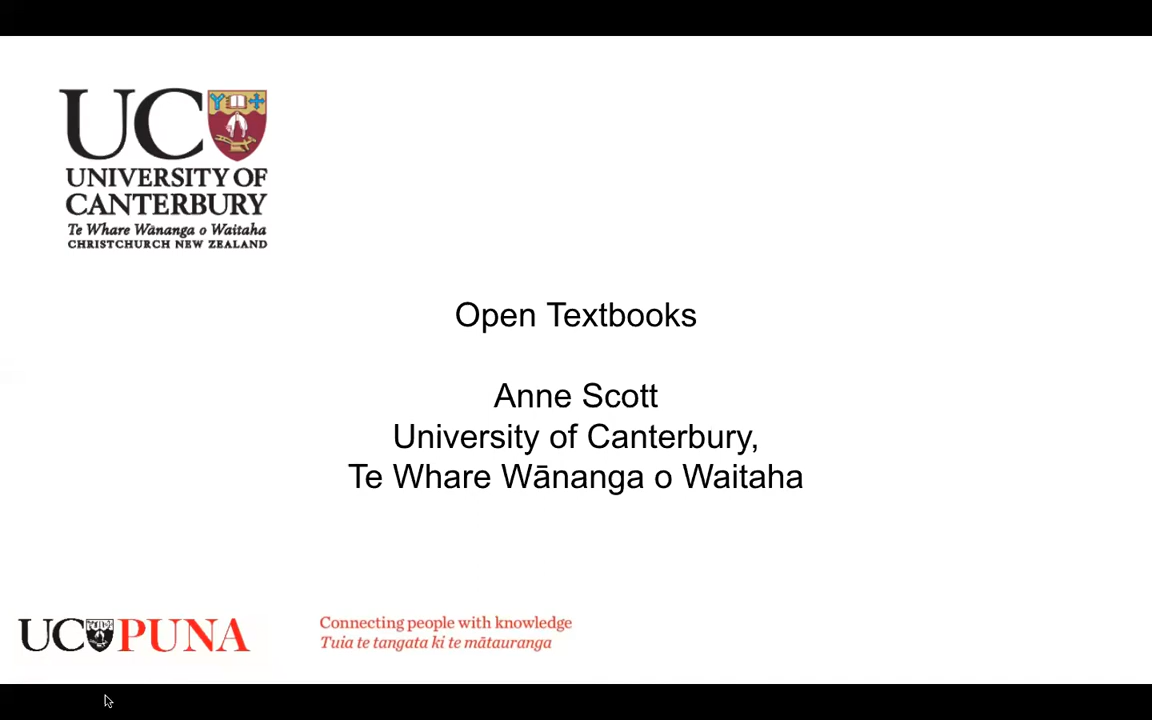 UC
UNIVERSITY OF
CANTERBURY
Te Whare Wānanga o Waitaha
CHRISTCHURCH NEW ZEALAND
Open Textbooks
Anne Scott
University of Canterbury,
Te Whare Wānanga o Waitaha
UC PUNA
Connecting people with knowledge
Tuia te tangata ki te mātauranga